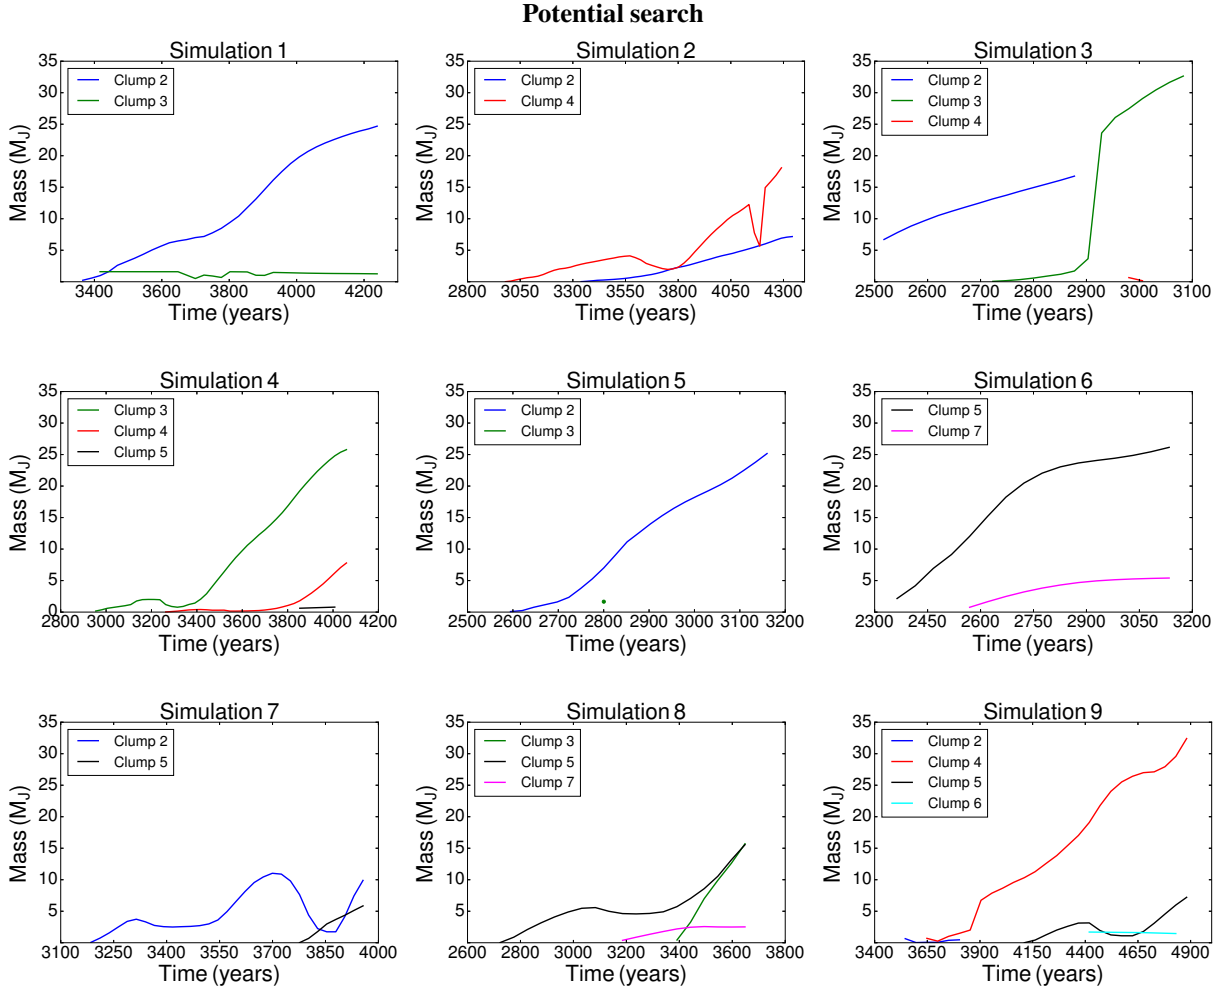 Potential search
Simulation 1
Clump 2
Clump 3
35
30
25
20
15
10
5
Mass (M_J)
3400 3600 3800 4000 4200
Time (years)
Simulation 2
Clump 2
Clump 4
35
30
25
20
15
10
5
Mass (M_J)
2800 3050 3300 3550 3800 4050 4300
Time (years)
Simulation 3
Clump 2
Clump 3
Clump 4
35
30
25
20
15
10
5
Mass (M_J)
2500 2600 2700 2800 2900 3000 3100
Time (years)
Simulation 4
Clump 3
Clump 4
Clump 5
35
30
25
20
15
10
5
0
Mass (M_J)
2800 3000 3200 3400 3600 3800 4000 4200
Time (years)
Simulation 5
Clump 2
Clump 3
35
30
25
20
15
10
5
Mass (M_J)
2500 2600 2700 2800 2900 3000 3100 3200
Time (years)
Simulation 6
Clump 5
Clump 7
35
30
25
20
15
10
5
Mass (M_J)
2300 2450 2600 2750 2900 3050 3200
Time (years)
Simulation 7
Clump 2
Clump 5
35
30
25
20
15
10
5
Mass (M_J)
3100 3250 3400 3550 3700 3850 4000
Time (years)
Simulation 8
Clump 3
Clump 5
Clump 7
35
30
25
20
15
10
5
Mass (M_J)
2600 2800 3000 3200 3400 3600 3800
Time (years)
Simulation 9
Clump 2
Clump 4
Clump 5
Clump 6
35
30
25
20
15
10
5
Mass (M_J)
3400 3650 3900 4150 4400 4650 4900
Time (years)